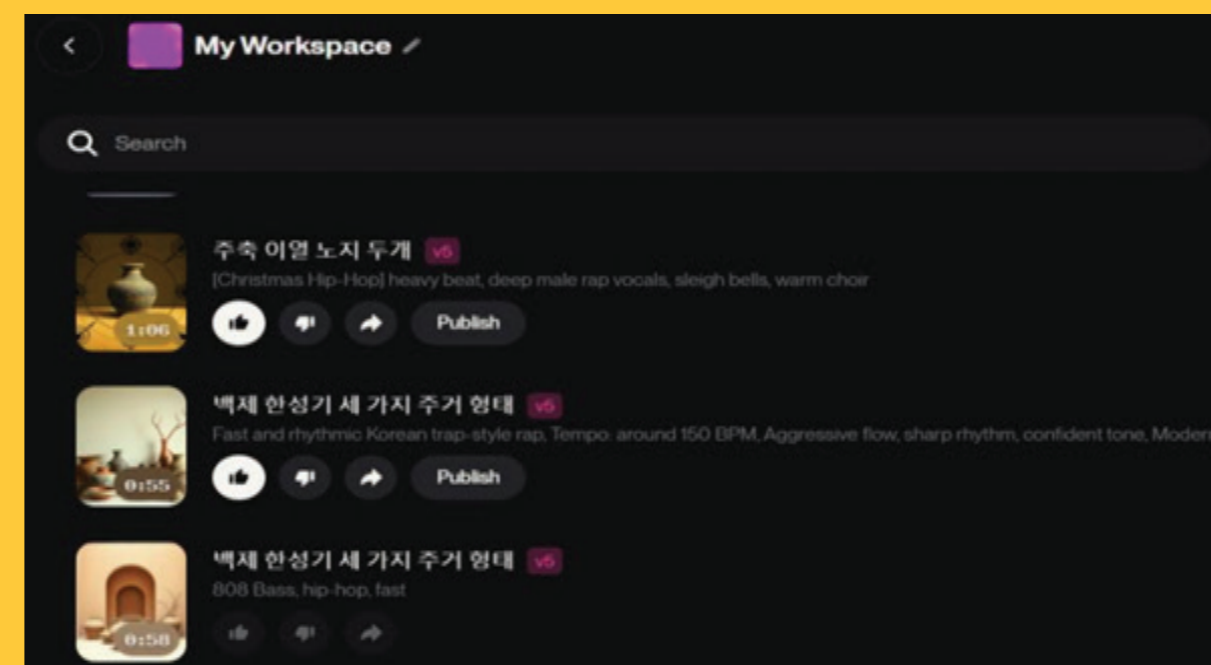 My Workspace
Search
주축 이열 노지 두개 v5
[Christmas Hip-Hop] heavy beat, deep male rap vocals, sleigh bells, warm choir
1:06
Publish
백제 한성기 세 가지 주거 형태 v5
Fast and rhythmic Korean trap-style rap, Tempo: around 150 BPM, Aggressive flow, sharp rhythm, confident tone, Modern
0:55
Publish
백제 한성기 세 가지 주거 형태 v5
808 Bass, hip-hop, fast
0:58